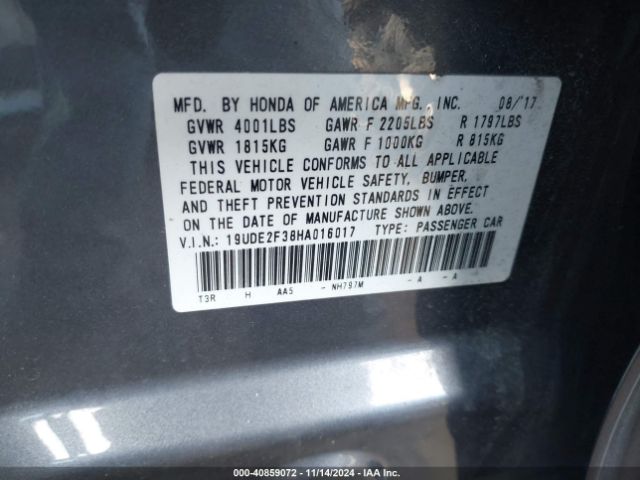 MFD. BY HONDA OF AMERICA MFG., INC. 08/'17
GVWR 4001LBS GAWR F 2205LBS R 1797LBS
GVWR 1815KG GAWR F 1000KG R 815KG
THIS VEHICLE CONFORMS TO ALL APPLICABLE
FEDERAL MOTOR VEHICLE SAFETY, BUMPER,
AND THEFT PREVENTION STANDARDS IN EFFECT
ON THE DATE OF MANUFACTURE SHOWN ABOVE.
V.I.N.: 19UDE2F38HA016017 TYPE: PASSENGER CAR
T3R H AA5 - NH797M - A - A
000-40859072 - 11/14/2024 - IAA Inc.